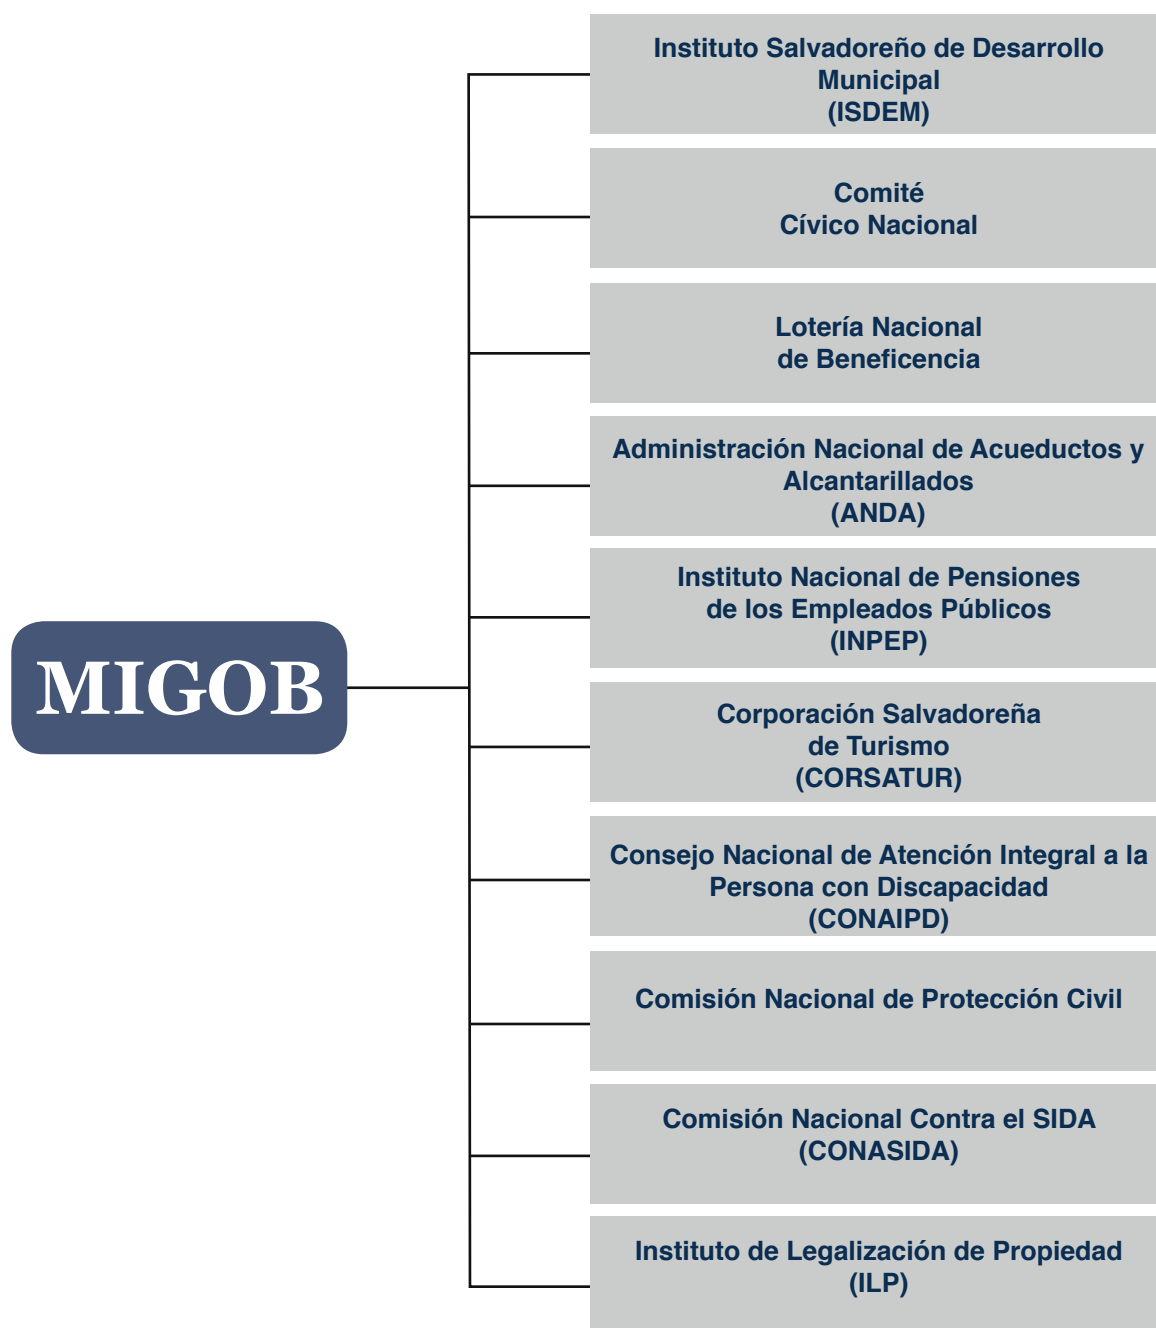 Instituto Salvadoreño de Desarrollo
Municipal
(ISDEM)
Comité
Cívico Nacional
Lotería Nacional
de Beneficencia
Administración Nacional de Acueductos y
Alcantarillados
(ANDA)
Instituto Nacional de Pensiones
de los Empleados Públicos
(INPEP)
MIGOB
Corporación Salvadoreña
de Turismo
(CORSATUR)
Consejo Nacional de Atención Integral a la
Persona con Discapacidad
(CONAIPD)
Comisión Nacional de Protección Civil
Comisión Nacional Contra el SIDA
(CONASIDA)
Instituto de Legalización de Propiedad
(ILP)